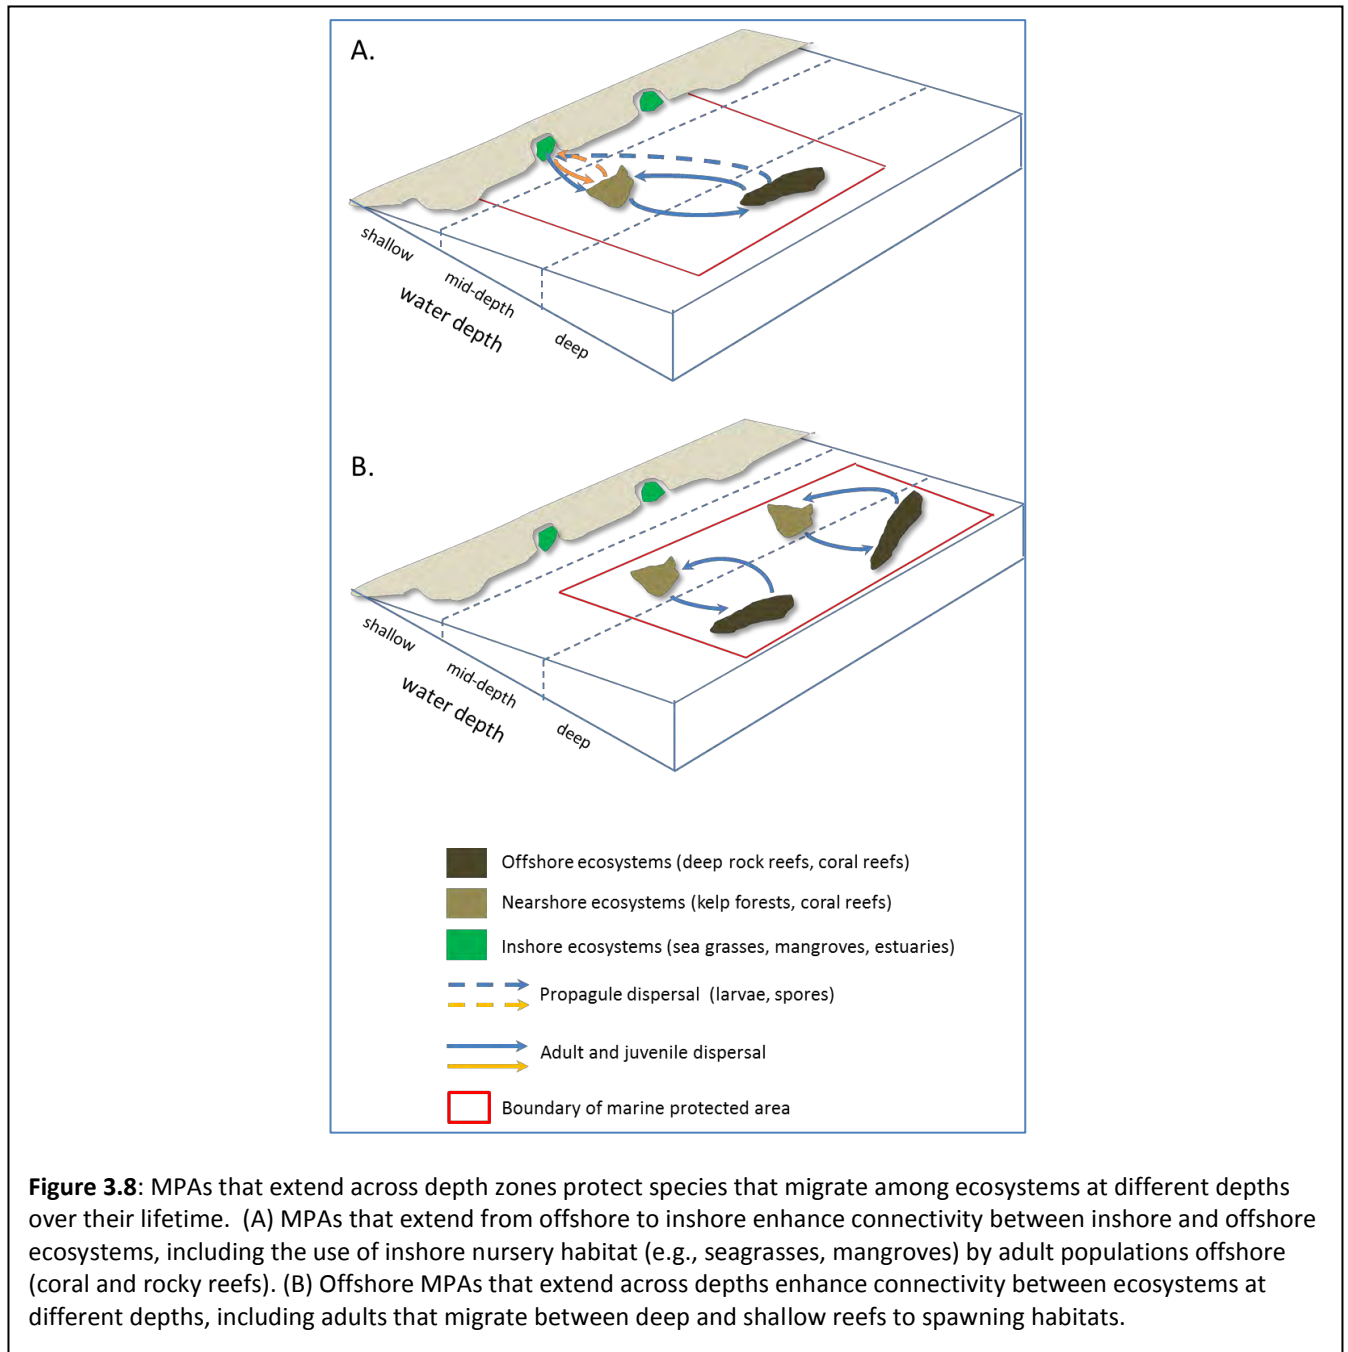 A.
shallow
mid-depth
water depth
deep
B.
shallow
mid-depth
water depth
deep
Offshore ecosystems (deep rock reefs, coral reefs)
Nearshore ecosystems (kelp forests, coral reefs)
Inshore ecosystems (sea grasses, mangroves, estuaries)
Propagule dispersal (larvae, spores)
Adult and juvenile dispersal
Boundary of marine protected area
Figure 3.8: MPAs that extend across depth zones protect species that migrate among ecosystems at different depths
over their lifetime. (A) MPAs that extend from offshore to inshore enhance connectivity between inshore and offshore
ecosystems, including the use of inshore nursery habitat (e.g., seagrasses, mangroves) by adult populations offshore
(coral and rocky reefs). (B) Offshore MPAs that extend across depths enhance connectivity between ecosystems at
different depths, including adults that migrate between deep and shallow reefs to spawning habitats.